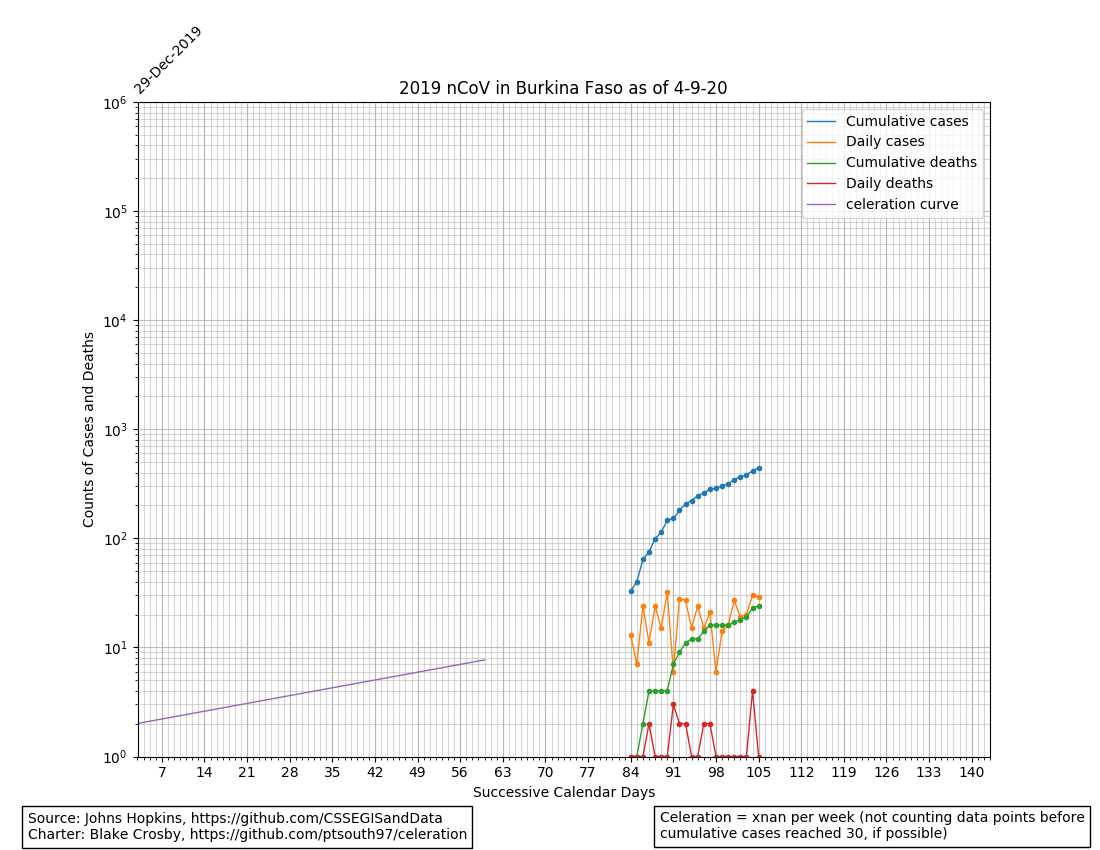 29-Dec-2019
2019 nCoV in Burkina Faso as of 4-9-20
Cumulative cases
Daily cases
Cumulative deaths
Daily deaths
celeration curve
10^6
10^5
10^4
10^3
10^2
10^1
10^0
Counts of Cases and Deaths
7 14 21 28 35 42 49 56 63 70 77 84 91 98 105 112 119 126 133 140
Successive Calendar Days
Source: Johns Hopkins, https://github.com/CSSEGISandData
Charter: Blake Crosby, https://github.com/ptsouth97/celeration
Celeration = xnan per week (not counting data points before
cumulative cases reached 30, if possible)